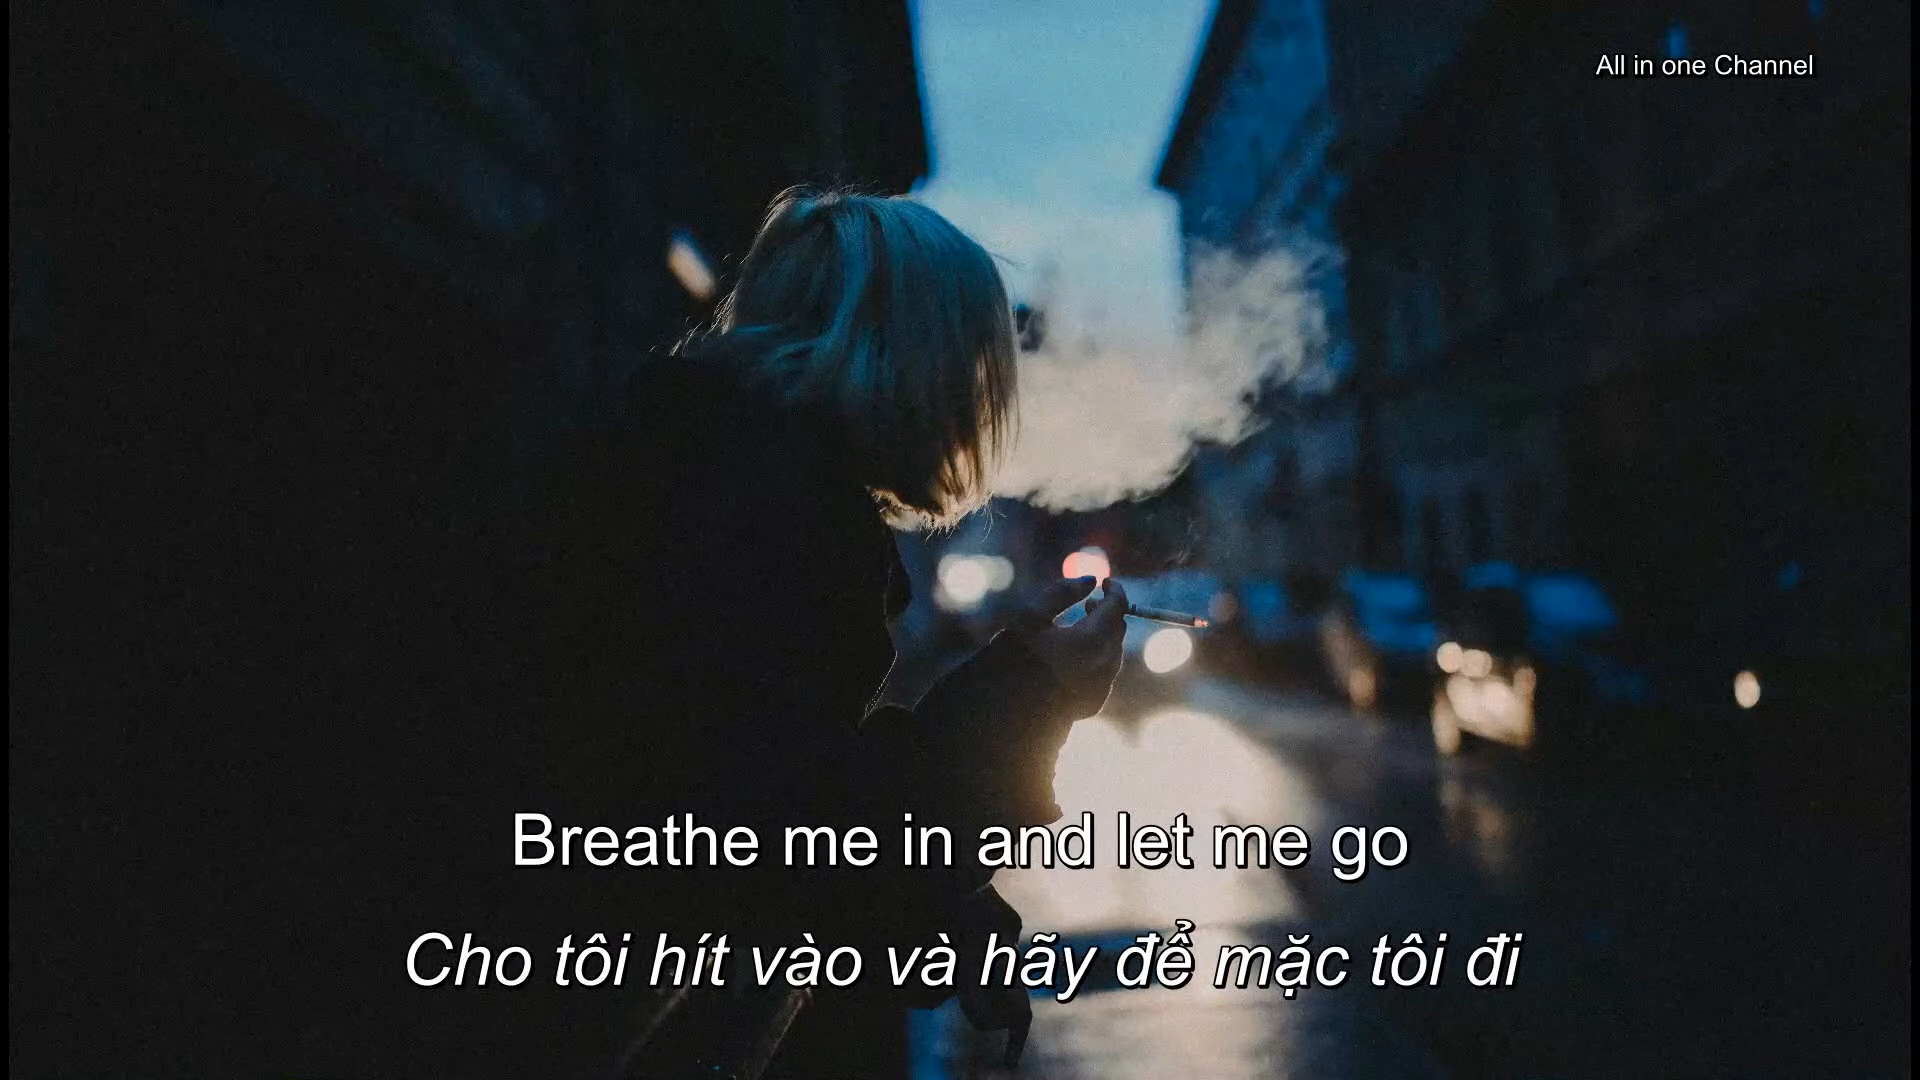 All in one Channel
Breathe me in and let me go
Cho tôi hít vào và hãy để mặc tôi đi